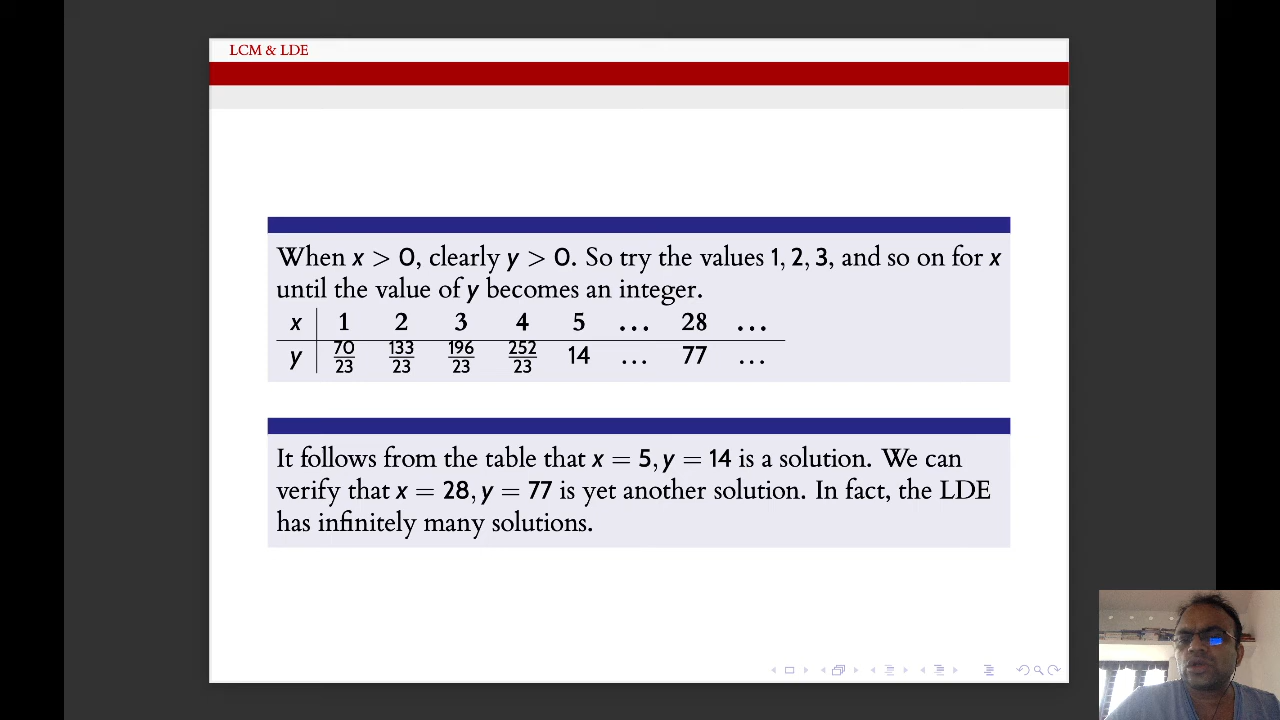 LCM & LDE
When x > 0, clearly y > 0. So try the values 1, 2, 3, and so on for x
until the value of y becomes an integer.
x 1 2 3 4 5 … 28 …
y 70/23 133/23 196/23 252/23 14 … 77 …
It follows from the table that x = 5, y = 14 is a solution. We can
verify that x = 28, y = 77 is yet another solution. In fact, the LDE
has infinitely many solutions.